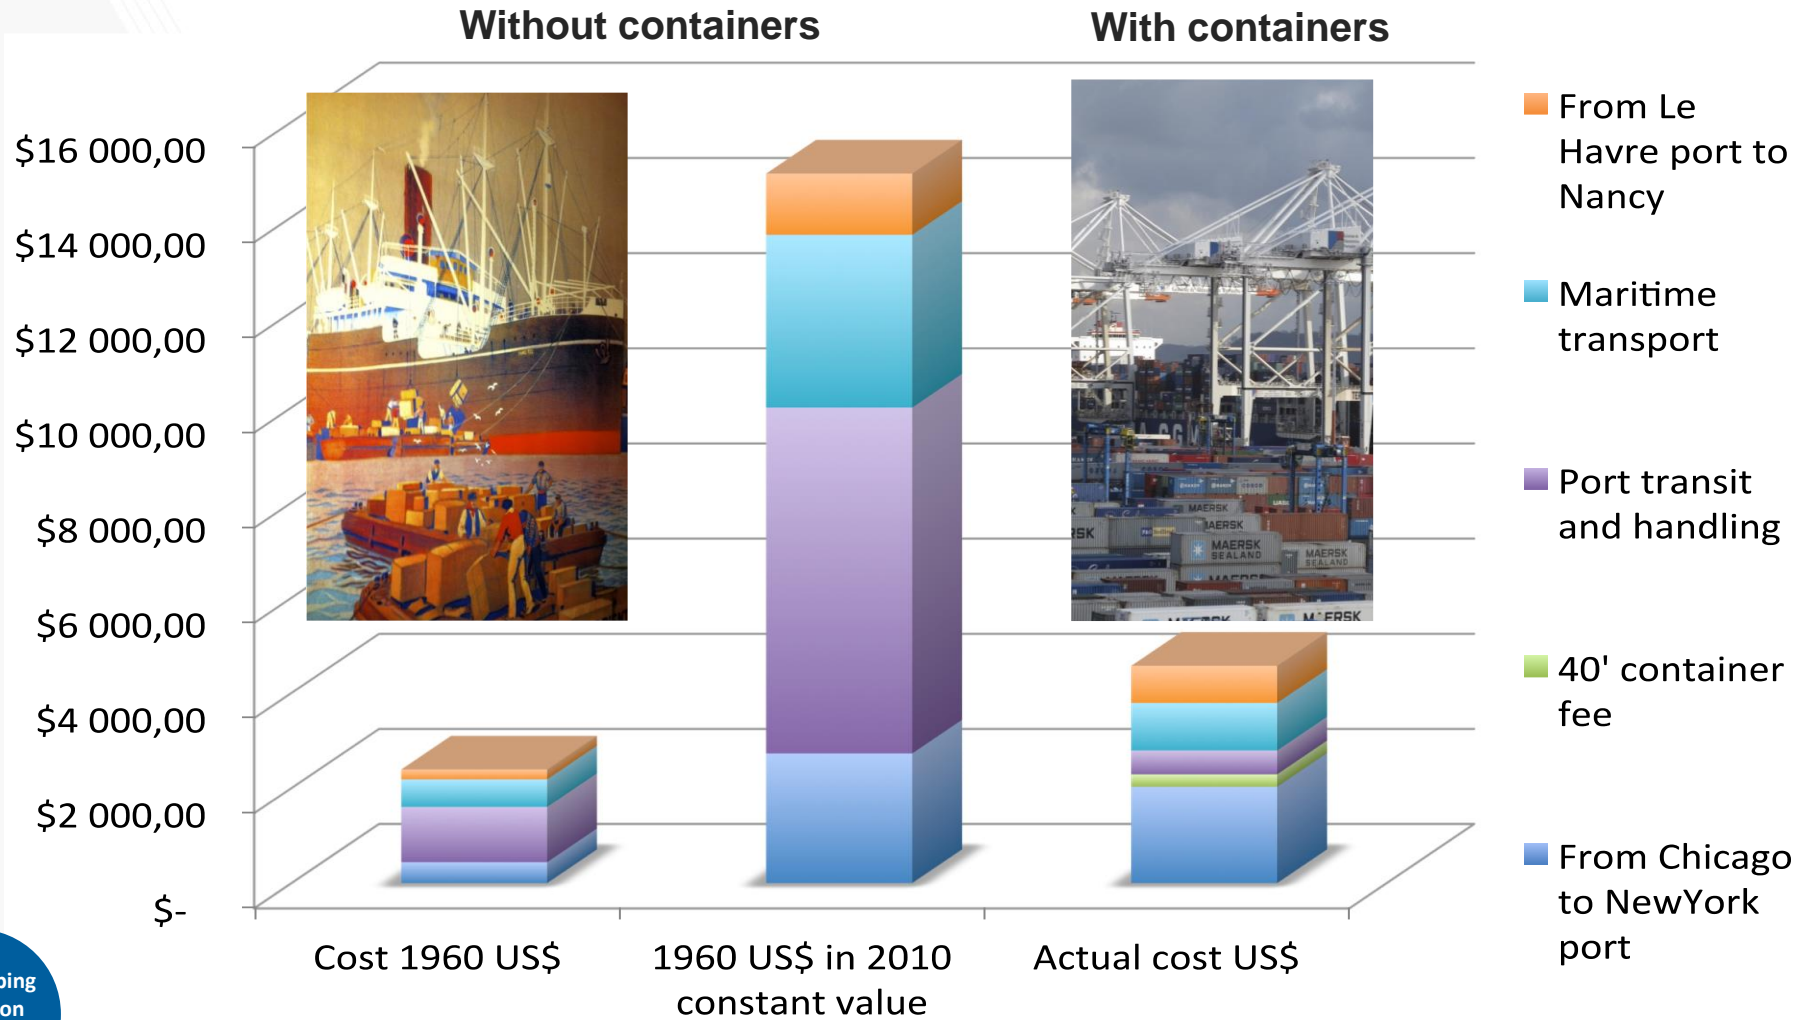 Without containers
With containers
$16 000,00
$14 000,00
$12 000,00
$10 000,00
$8 000,00
$6 000,00
$4 000,00
$2 000,00
$-
Cost 1960 US$
1960 US$ in 2010
constant value
Actual cost US$
From Le
Havre port to
Nancy
Maritime
transport
Port transit
and handling
40' container
fee
From Chicago
to NewYork
port
MAERSK
MAERSK
SEALAND
MAERSK
SEALAND